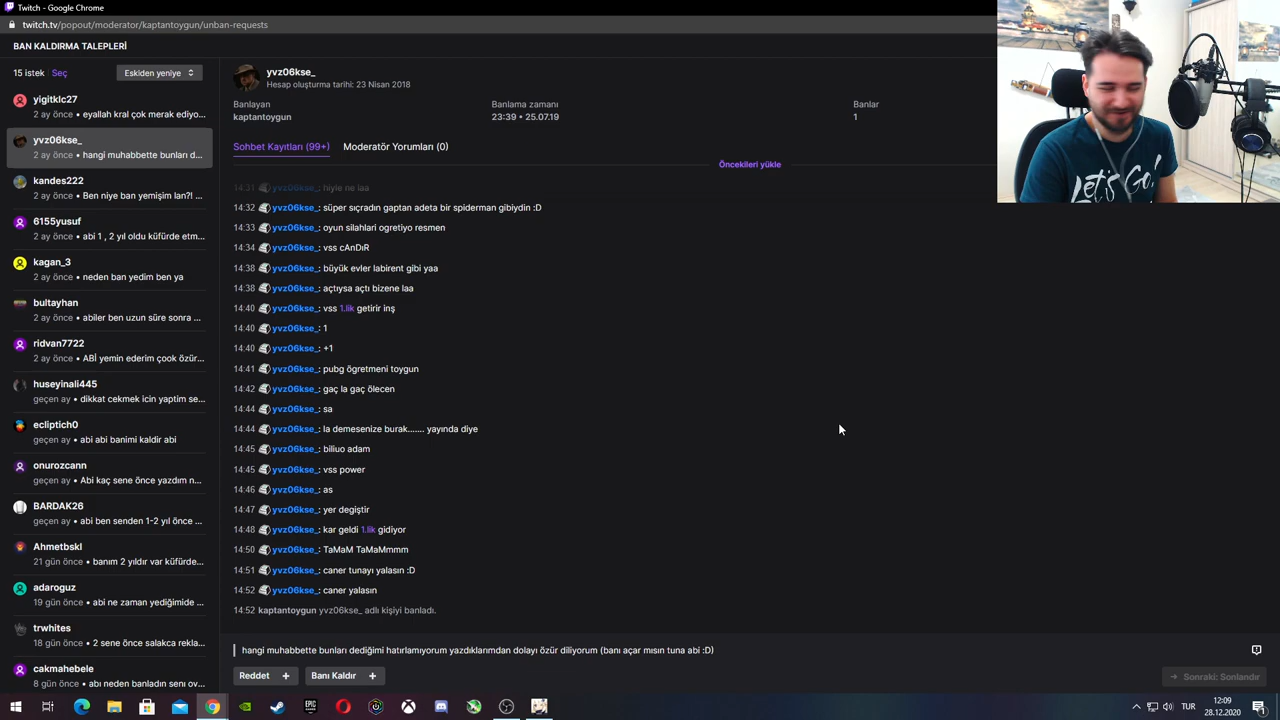 Twitch - Google Chrome
twitch.tv/popout/moderator/kaptantoygun/unban-requests
BAN KALDIRMA TALEPLERİ
15 istek Seç Eskiden yeniye
yigitklc27
2 ay önce • eyallah kral çok merak ediyo...
yvz06kse_
2 ay önce • hangi muhabbette bunları d...
kandes222
2 ay önce • Ben niye ban yemişim lan?! ...
6155yusuf
2 ay önce • abi 1 , 2 yıl oldu küfürde etm...
kagan_3
2 ay önce • neden ban yedim ben ya
bultayhan
2 ay önce • abiler ben uzun süre sonra ...
ridvan7722
2 ay önce • ABİ yemin ederim çook özür...
huseyinali445
geçen ay • dikkat cekmek icin yaptim se...
ecliptich0
geçen ay • abi abi banimi kaldir abi
onurozcann
geçen ay • Abi kaç sene önce yazdım n...
BARDAK26
geçen ay • abi ben senden 1-2 yıl önce ...
Ahmetbskl
21 gün önce • banım 2 yıldır var küfürde...
adaroguz
19 gün önce • abi ne zaman yediğimide ...
trwhites
18 gün önce • 2 sene önce salakca rekla...
cakmahebele
8 gün önce • abı neden banladın senı ov...
yvz06kse_
Hesap oluşturma tarihi: 23 Nisan 2018
Banlayan Banlama zamanı Banlar
kaptantoygun 23:39 • 25.07.19 1
Sohbet Kayıtları (99+) Moderatör Yorumları (0)
Öncekileri yükle
14:31 yvz06kse_: hiyle ne laa
14:32 yvz06kse_: süper sıçradın gaptan adeta bir spiderman gibiydin :D
14:33 yvz06kse_: oyun silahlari ogretiyo resmen
14:34 yvz06kse_: vss cAnDıR
14:38 yvz06kse_: büyük evler labirent gibi yaa
14:38 yvz06kse_: açtıysa açtı bizene laa
14:40 yvz06kse_: vss 1.lik getirir inş
14:40 yvz06kse_: 1
14:40 yvz06kse_: +1
14:41 yvz06kse_: pubg ögretmeni toygun
14:42 yvz06kse_: gaç la gaç ölecen
14:44 yvz06kse_: sa
14:44 yvz06kse_: la demesenize burak....... yayında diye
14:45 yvz06kse_: biliuo adam
14:45 yvz06kse_: vss power
14:46 yvz06kse_: as
14:47 yvz06kse_: yer degiştir
14:48 yvz06kse_: kar geldi 1.lik gidiyor
14:50 yvz06kse_: TaMaM TaMaMmmm
14:51 yvz06kse_: caner tunayı yalasın :D
14:52 yvz06kse_: caner yalasın
14:52 kaptantoygun yvz06kse_ adlı kişiyi banladı.
hangi muhabbette bunları dediğimi hatırlamıyorum yazdıklarımdan dolayı özür diliyorum (banı açar mısın tuna abi :D)
Reddet + Banı Kaldır +
→ Sonraki: Sonlandır
LET'S GO!
TUR
12:09
28.12.2020